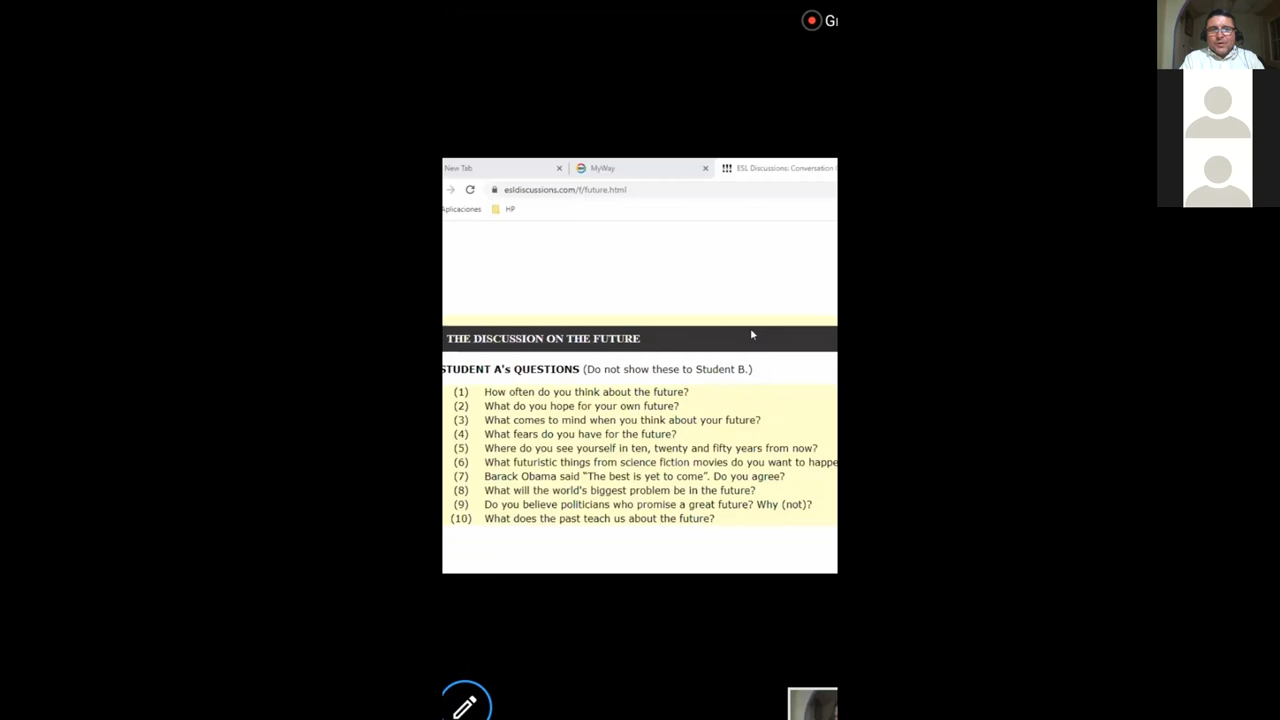 New Tab
MyWay
ESL Discussions: Conversation
esldiscussions.com/f/future.html
Aplicaciones
HP
THE DISCUSSION ON THE FUTURE
STUDENT A's QUESTIONS (Do not show these to Student B.)
(1) How often do you think about the future?
(2) What do you hope for your own future?
(3) What comes to mind when you think about your future?
(4) What fears do you have for the future?
(5) Where do you see yourself in ten, twenty and fifty years from now?
(6) What futuristic things from science fiction movies do you want to happe
(7) Barack Obama said “The best is yet to come”. Do you agree?
(8) What will the world's biggest problem be in the future?
(9) Do you believe politicians who promise a great future? Why (not)?
(10) What does the past teach us about the future?